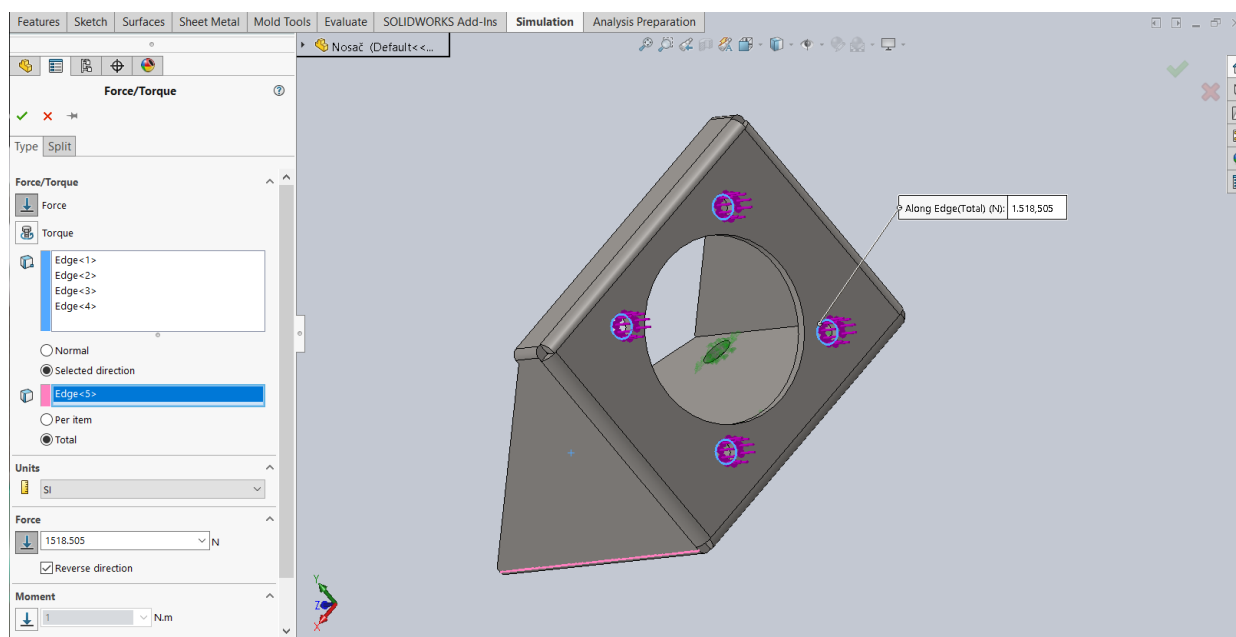 Features Sketch Surfaces Sheet Metal Mold Tools Evaluate SOLIDWORKS Add-Ins Simulation Analysis Preparation
Nosač (Default<<...
Force/Torque
Type Split
Force/Torque
Force
Torque
Edge<1>
Edge<2>
Edge<3>
Edge<4>
Normal
Selected direction
Edge<5>
Per item
Total
Units
SI
Force
1518.505 N
Reverse direction
Moment
1 N.m
Along Edge(Total) (N): 1.518,505
Y
Z
X